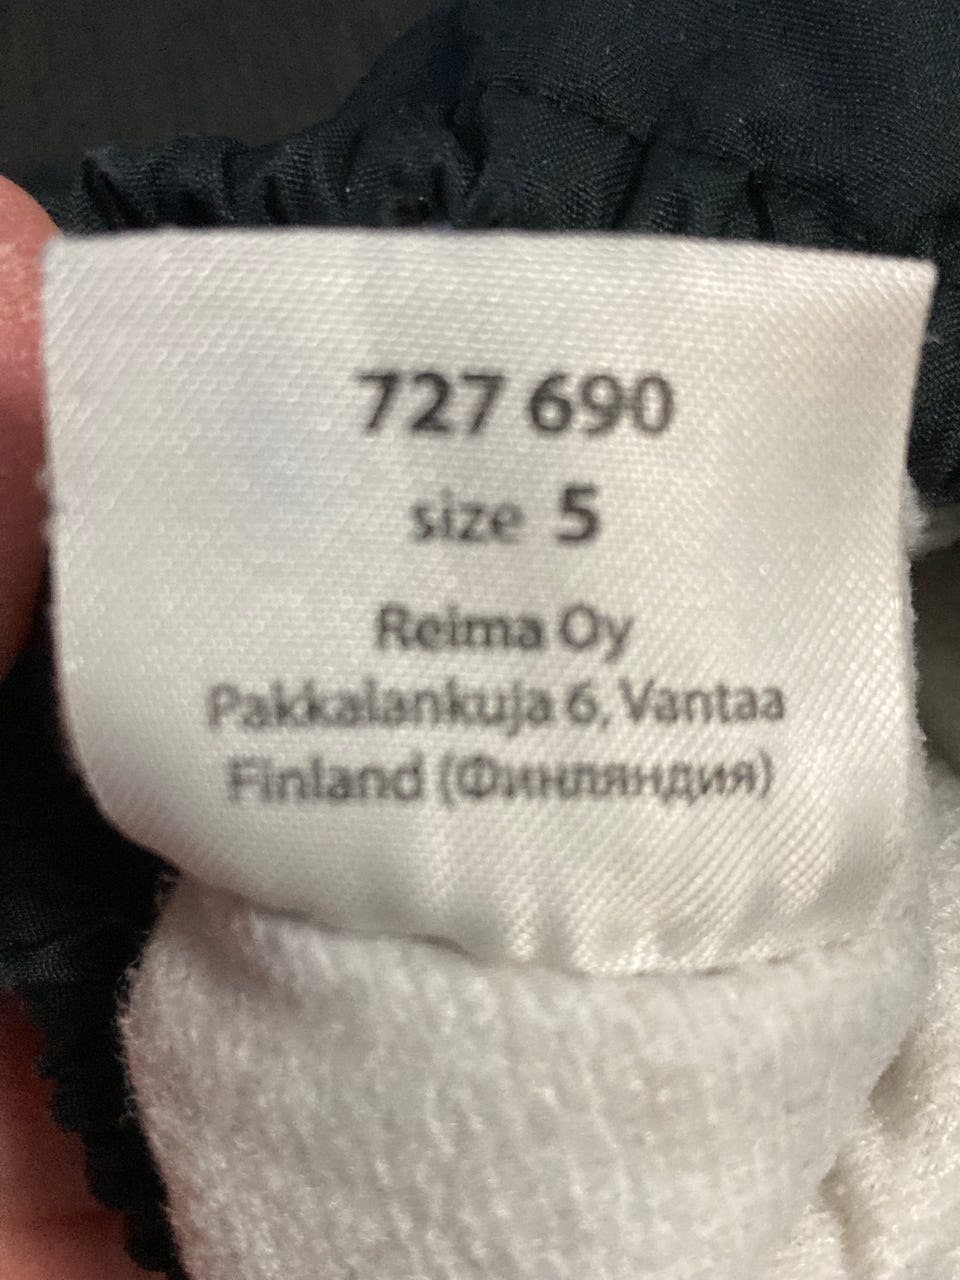 727 690
size 5
Reima Oy
Pakkalankuja 6, Vantaa
Finland (Финляндия)